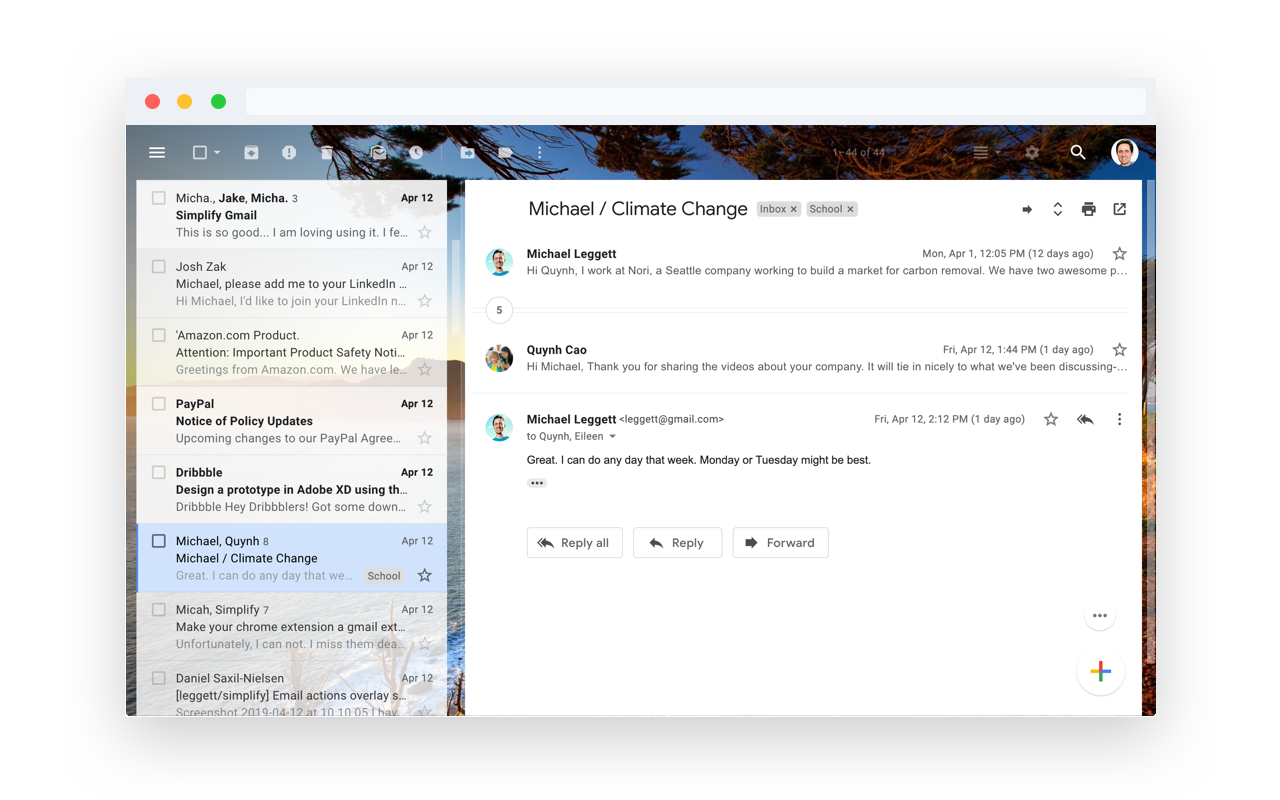 1–44 of 44
Micha., Jake, Micha. 3 Apr 12
Simplify Gmail
This is so good... I am loving using it. I fe…
Josh Zak Apr 12
Michael, please add me to your LinkedIn …
Hi Michael, I'd like to join your LinkedIn n…
'Amazon.com Product. Apr 12
Attention: Important Product Safety Noti…
Greetings from Amazon.com. We have le…
PayPal Apr 12
Notice of Policy Updates
Upcoming changes to our PayPal Agree…
Dribbble Apr 12
Design a prototype in Adobe XD using th…
Dribbble Hey Dribbblers! Got some down…
Michael, Quynh 8 Apr 12
Michael / Climate Change
Great. I can do any day that we… School
Micah, Simplify 7 Apr 12
Make your chrome extension a gmail ext…
Unfortunately, I can not. I miss them dea…
Daniel Saxil-Nielsen Apr 12
[leggett/simplify] Email actions overlay s…
Screenshot 2019-04-12 at 10 10 05 I hav…
Michael / Climate Change Inbox × School ×
Michael Leggett Mon, Apr 1, 12:05 PM (12 days ago)
Hi Quynh, I work at Nori, a Seattle company working to build a market for carbon removal. We have two awesome p…
5
Quynh Cao Fri, Apr 12, 1:44 PM (1 day ago)
Hi Michael, Thank you for sharing the videos about your company. It will tie in nicely to what we've been discussing-…
Michael Leggett <leggett@gmail.com> Fri, Apr 12, 2:12 PM (1 day ago)
to Quynh, Eileen
Great. I can do any day that week. Monday or Tuesday might be best.
Reply all Reply Forward